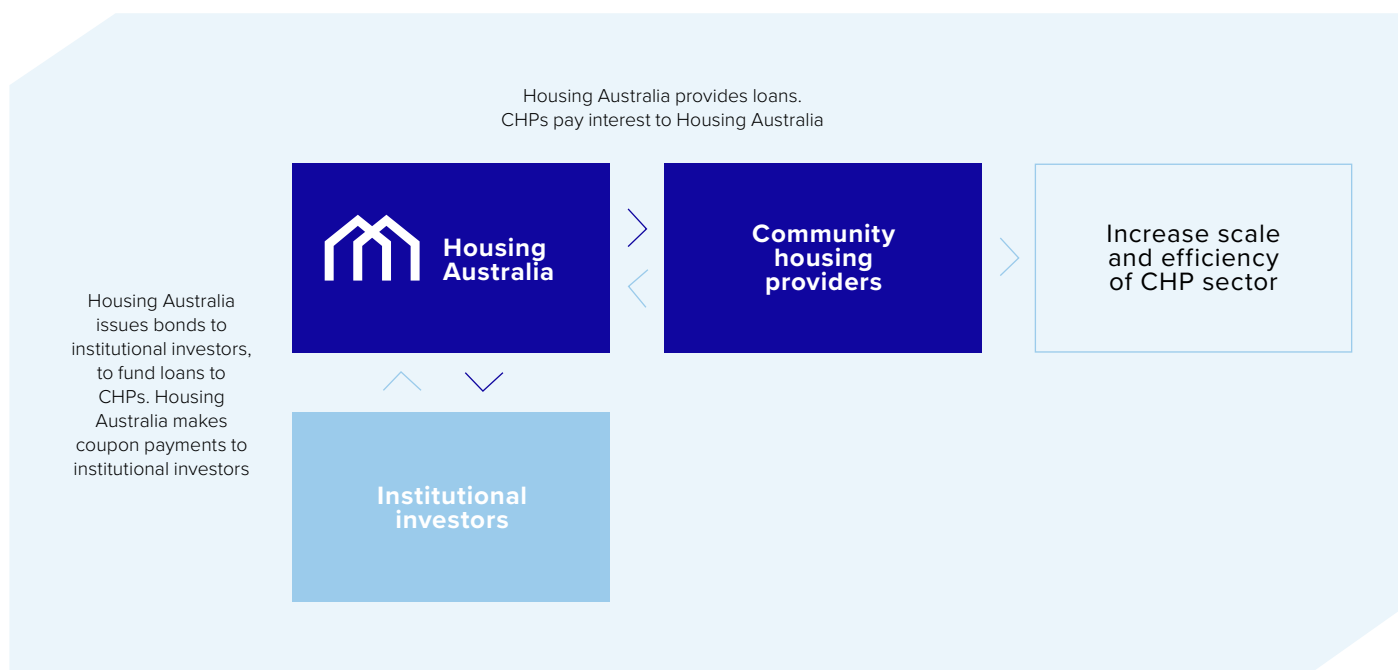 Housing Australia provides loans.
CHPs pay interest to Housing Australia
Housing
Australia
Community
housing
providers
Increase scale
and efficiency
of CHP sector
Housing Australia
issues bonds to
institutional investors,
to fund loans to
CHPs. Housing
Australia makes
coupon payments to
institutional investors
Institutional
investors